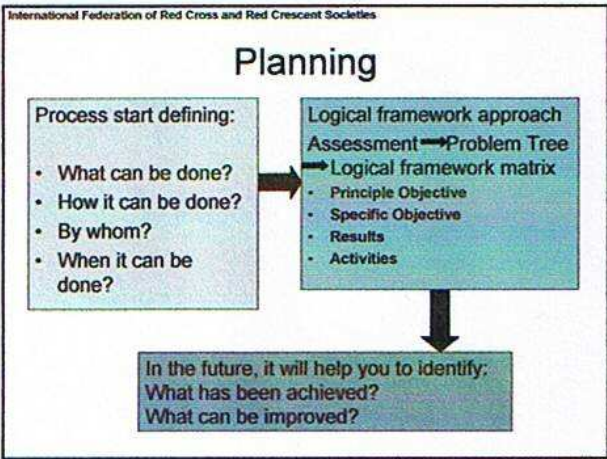 International Federation of Red Cross and Red Crescent Societies
Planning
Process start defining:
• What can be done?
• How it can be done?
• By whom?
• When it can be
done?
Logical framework approach
Assessment → Problem Tree
→ Logical framework matrix
• Principle Objective
• Specific Objective
• Results
• Activities
In the future, it will help you to identify:
What has been achieved?
What can be improved?